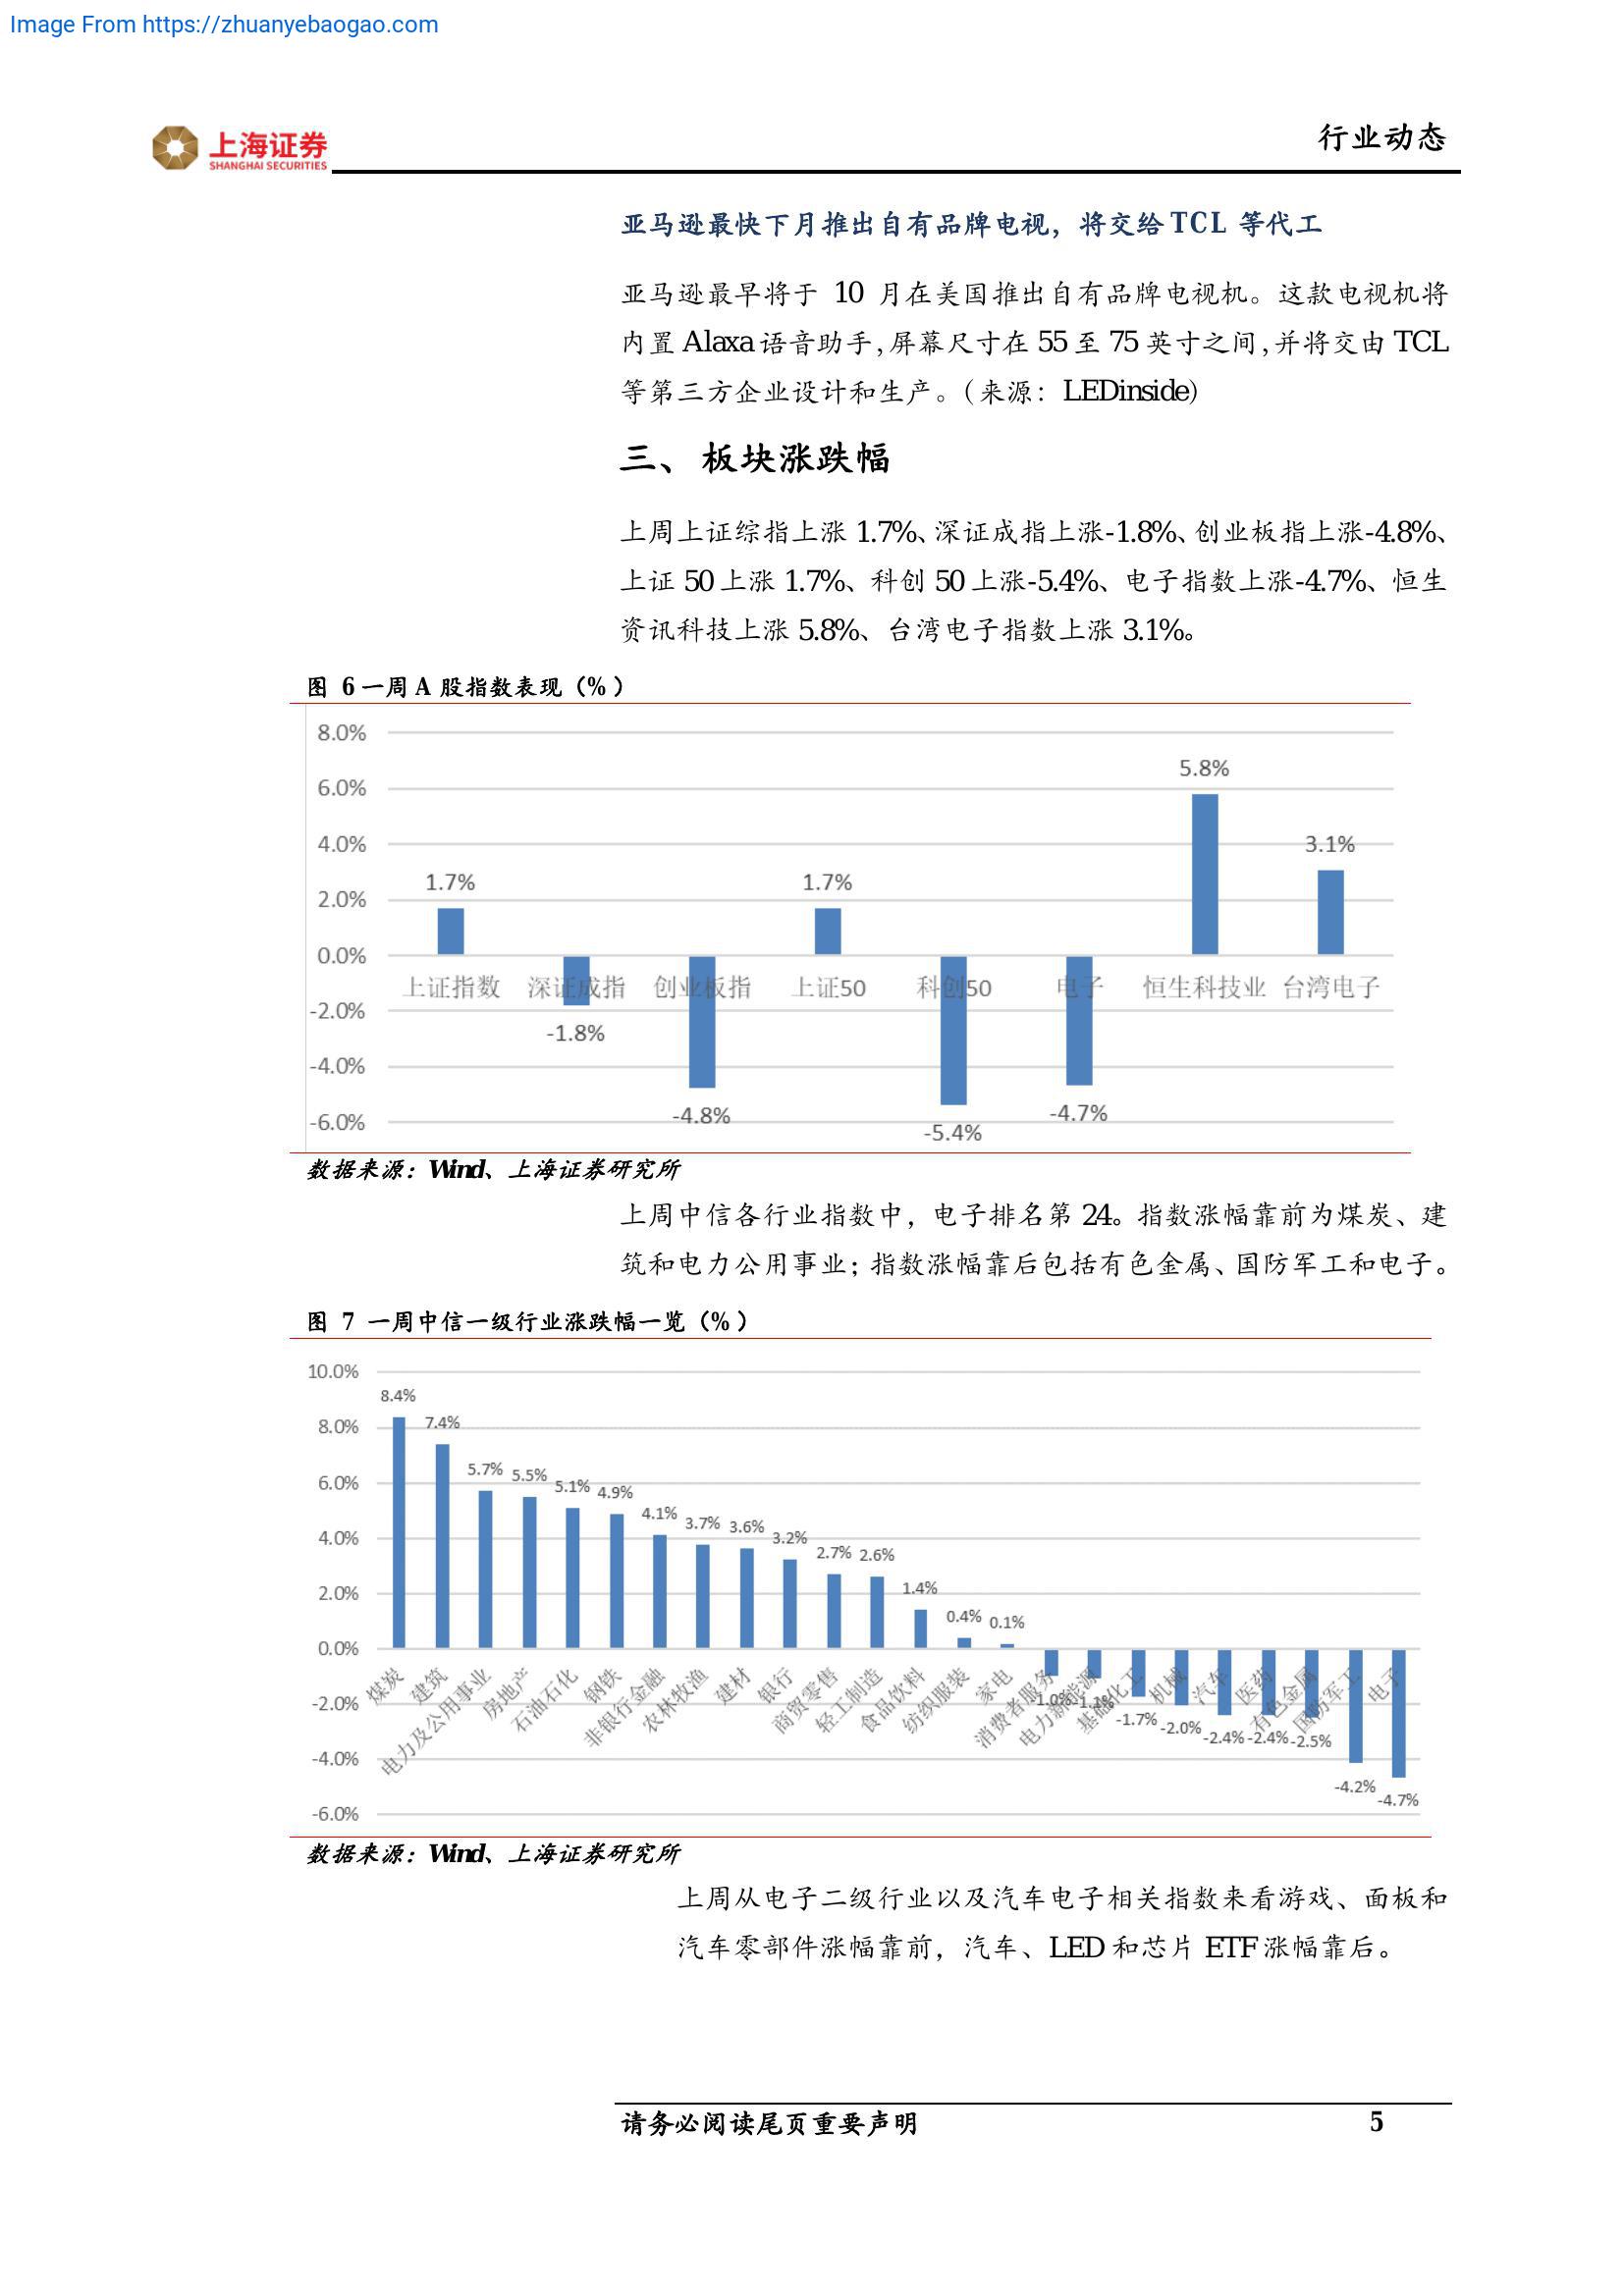 Image From https://zhuanyebaogao.com
上海证券
SHANGHAI SECURITIES
行业动态
亚马逊最快下月推出自有品牌电视，将交给 TCL 等代工
亚马逊最早将于 10 月在美国推出自有品牌电视机。这款电视机将
内置 Alaxa 语音助手，屏幕尺寸在 55 至 75 英寸之间，并将交由 TCL
等第三方企业设计和生产。（来源：LEDinside）
三、 板块涨跌幅
上周上证综指上涨 1.7%、深证成指上涨-1.8%、创业板指上涨-4.8%、
上证 50 上涨 1.7%、科创 50 上涨-5.4%、电子指数上涨-4.7%、恒生
资讯科技上涨 5.8%、台湾电子指数上涨 3.1%。
图 6 一周 A 股指数表现（%）
8.0%
6.0%
4.0%
2.0%
0.0%
-2.0%
-4.0%
-6.0%
1.7%
-1.8%
-4.8%
1.7%
-5.4%
-4.7%
5.8%
3.1%
上证指数 深证成指 创业板指 上证50 科创50 电子 恒生科技业 台湾电子
数据来源：Wind、上海证券研究所
上周中信各行业指数中，电子排名第 24。指数涨幅靠前为煤炭、建
筑和电力公用事业；指数涨幅靠后包括有色金属、国防军工和电子。
图 7 一周中信一级行业涨跌幅一览（%）
10.0%
8.0%
6.0%
4.0%
2.0%
0.0%
-2.0%
-4.0%
-6.0%
8.4%
7.4%
5.7%
5.5%
5.1%
4.9%
4.1%
3.7%
3.6%
3.2%
2.7%
2.6%
1.4%
0.4%
0.1%
-1.0%
-1.1%
-1.7%
-2.0%
-2.4%
-2.4%
-2.5%
-4.2%
-4.7%
煤炭
建筑
电力及公用事业
房地产
石油石化
钢铁
非银行金融
农林牧渔
建材
银行
商贸零售
轻工制造
食品饮料
纺织服装
家电
消费者服务
电力新能源
基础化工
机械
汽车
医药
有色金属
国防军工
电子
数据来源：Wind、上海证券研究所
上周从电子二级行业以及汽车电子相关指数来看游戏、面板和
汽车零部件涨幅靠前，汽车、LED 和芯片 ETF 涨幅靠后。
请务必阅读尾页重要声明
5